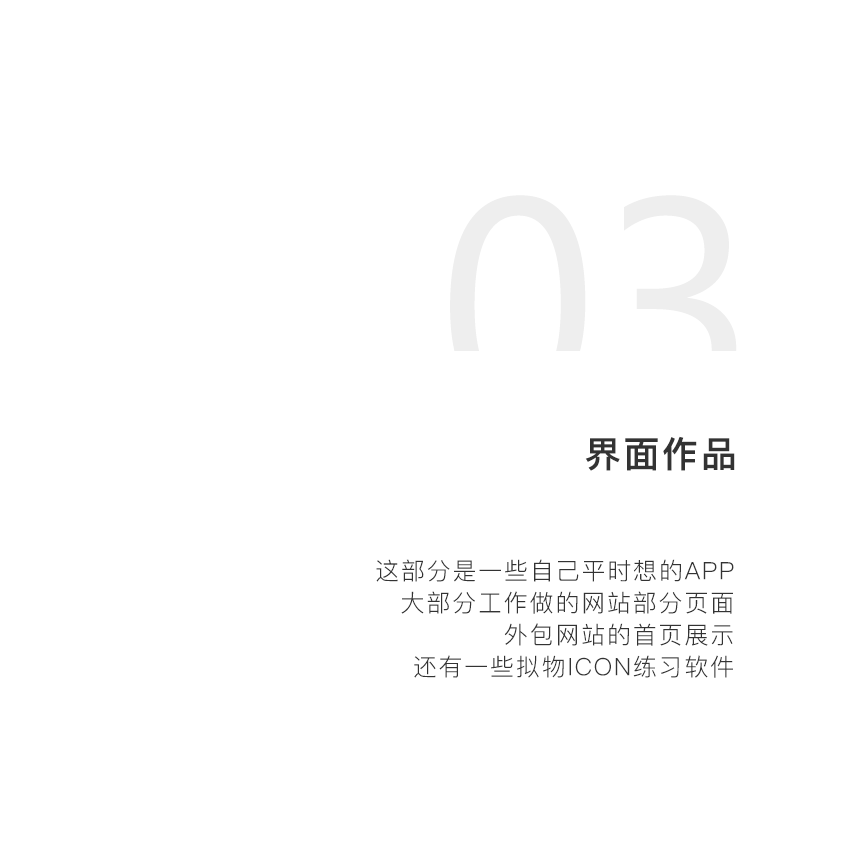 03
界面作品
这部分是一些自己平时想的APP
大部分工作做的网站部分页面
外包网站的首页展示
还有一些拟物ICON练习软件